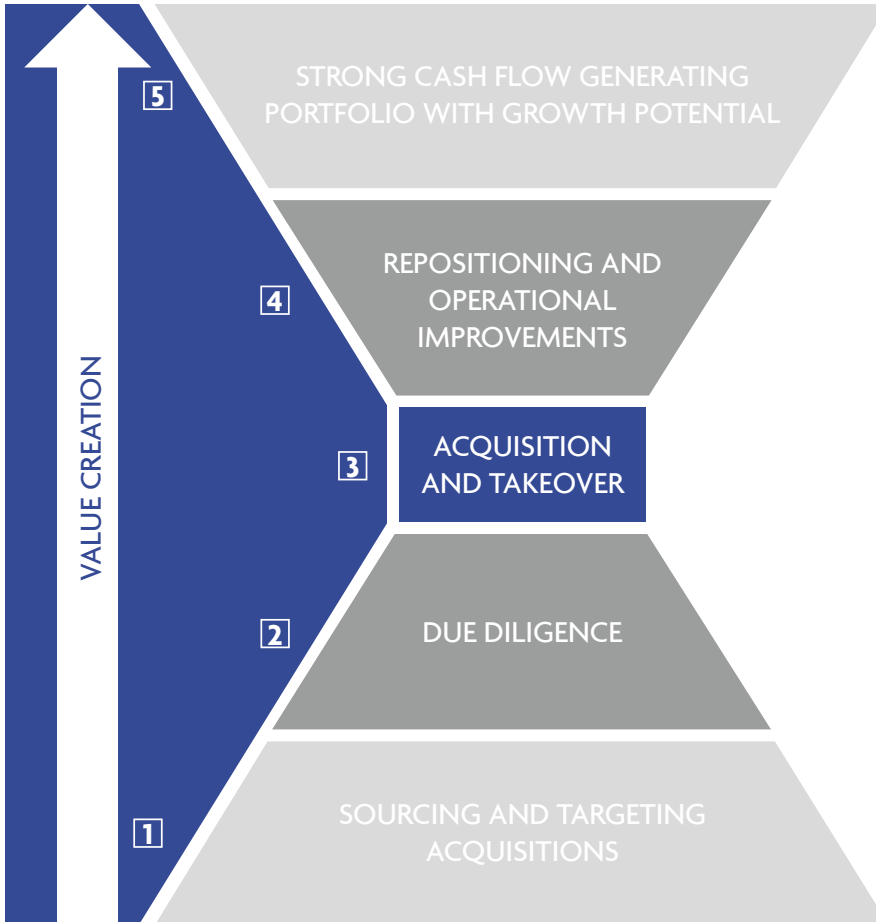 5
STRONG CASH FLOW GENERATING
PORTFOLIO WITH GROWTH POTENTIAL
4
REPOSITIONING AND
OPERATIONAL
IMPROVEMENTS
VALUE CREATION
3
ACQUISITION
AND TAKEOVER
2
DUE DILIGENCE
1
SOURCING AND TARGETING
ACQUISITIONS